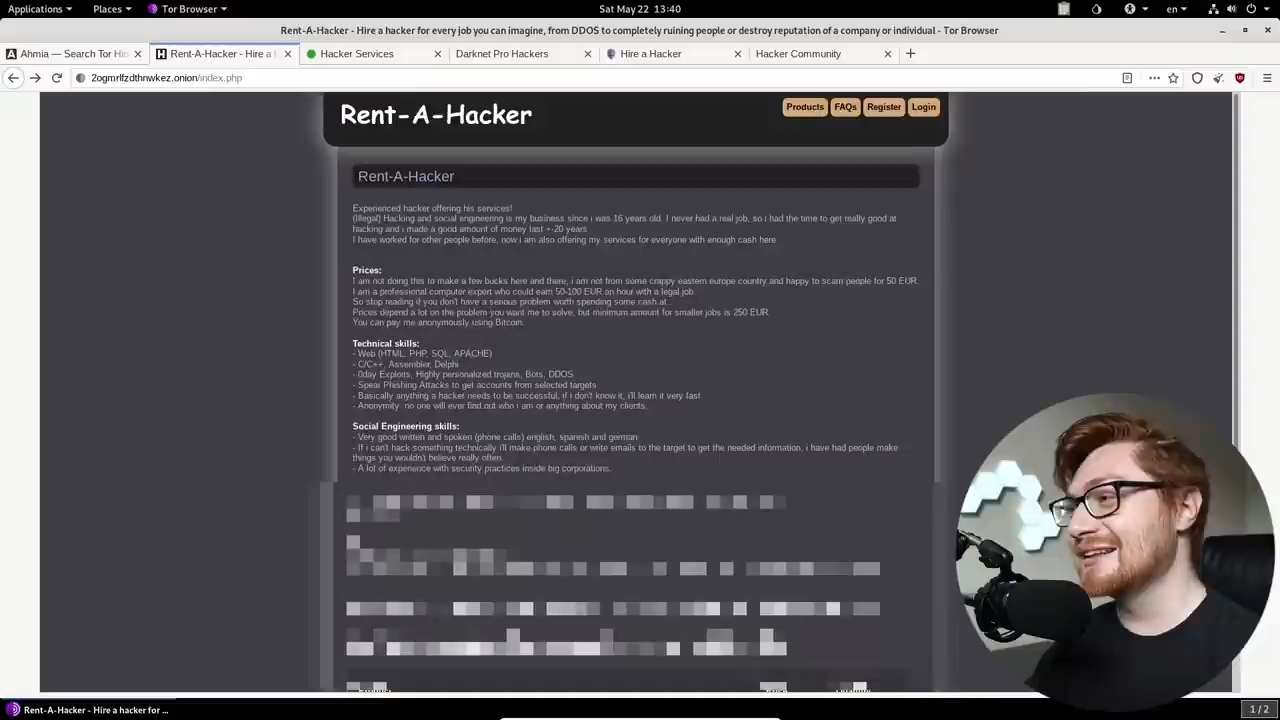 Applications Places Tor Browser Sat May 22 13:40 en
Rent-A-Hacker - Hire a hacker for every job you can imagine, from DDOS to completely ruining people or destroy reputation of a company or individual - Tor Browser
Ahmia — Search Tor Hi Rent-A-Hacker - Hire a Hacker Services Darknet Pro Hackers Hire a Hacker Hacker Community
2ogmrlfzdthnwkez.onion/index.php
Rent-A-Hacker
Products FAQs Register Login
Rent-A-Hacker
Experienced hacker offering his services!
(Illegal) Hacking and social engineering is my business since i was 16 years old. I never had a real job, so i had the time to get really good at
hacking and i made a good amount of money last +-20 years
I have worked for other people before, now i am also offering my services for everyone with enough cash here
Prices:
I am not doing this to make a few bucks here and there, i am not from some crappy eastern europe country and happy to scam people for 50 EUR.
I am a professional computer expert who could earn 50-100 EUR an hour with a legal job.
So stop reading if you don't have a serious problem worth spending some cash at..
Prices depend a lot on the problem you want me to solve, but minimum amount for smaller jobs is 250 EUR.
You can pay me anonymously using Bitcoin.
Technical skills:
- Web (HTML, PHP, SQL, APACHE)
- C/C++, Assembler, Delphi
- 0day Exploits, Highly personalized trojans, Bots, DDOS
- Spear Phishing Attacks to get accounts from selected targets
- Basically anything a hacker needs to be successful, if i don't know it, i'll learn it very fast
- Anonymity: no one will ever find out who i am or anything about my clients.
Social Engineering skills:
- Very good written and spoken (phone calls) english, spanish and german.
- If i can't hack something technically i'll make phone calls or write emails to the target to get the needed information, i have had people make
things you wouldn't believe really often.
- A lot of experience with security practices inside big corporations.
Rent-A-Hacker - Hire a hacker for ... 1 / 2